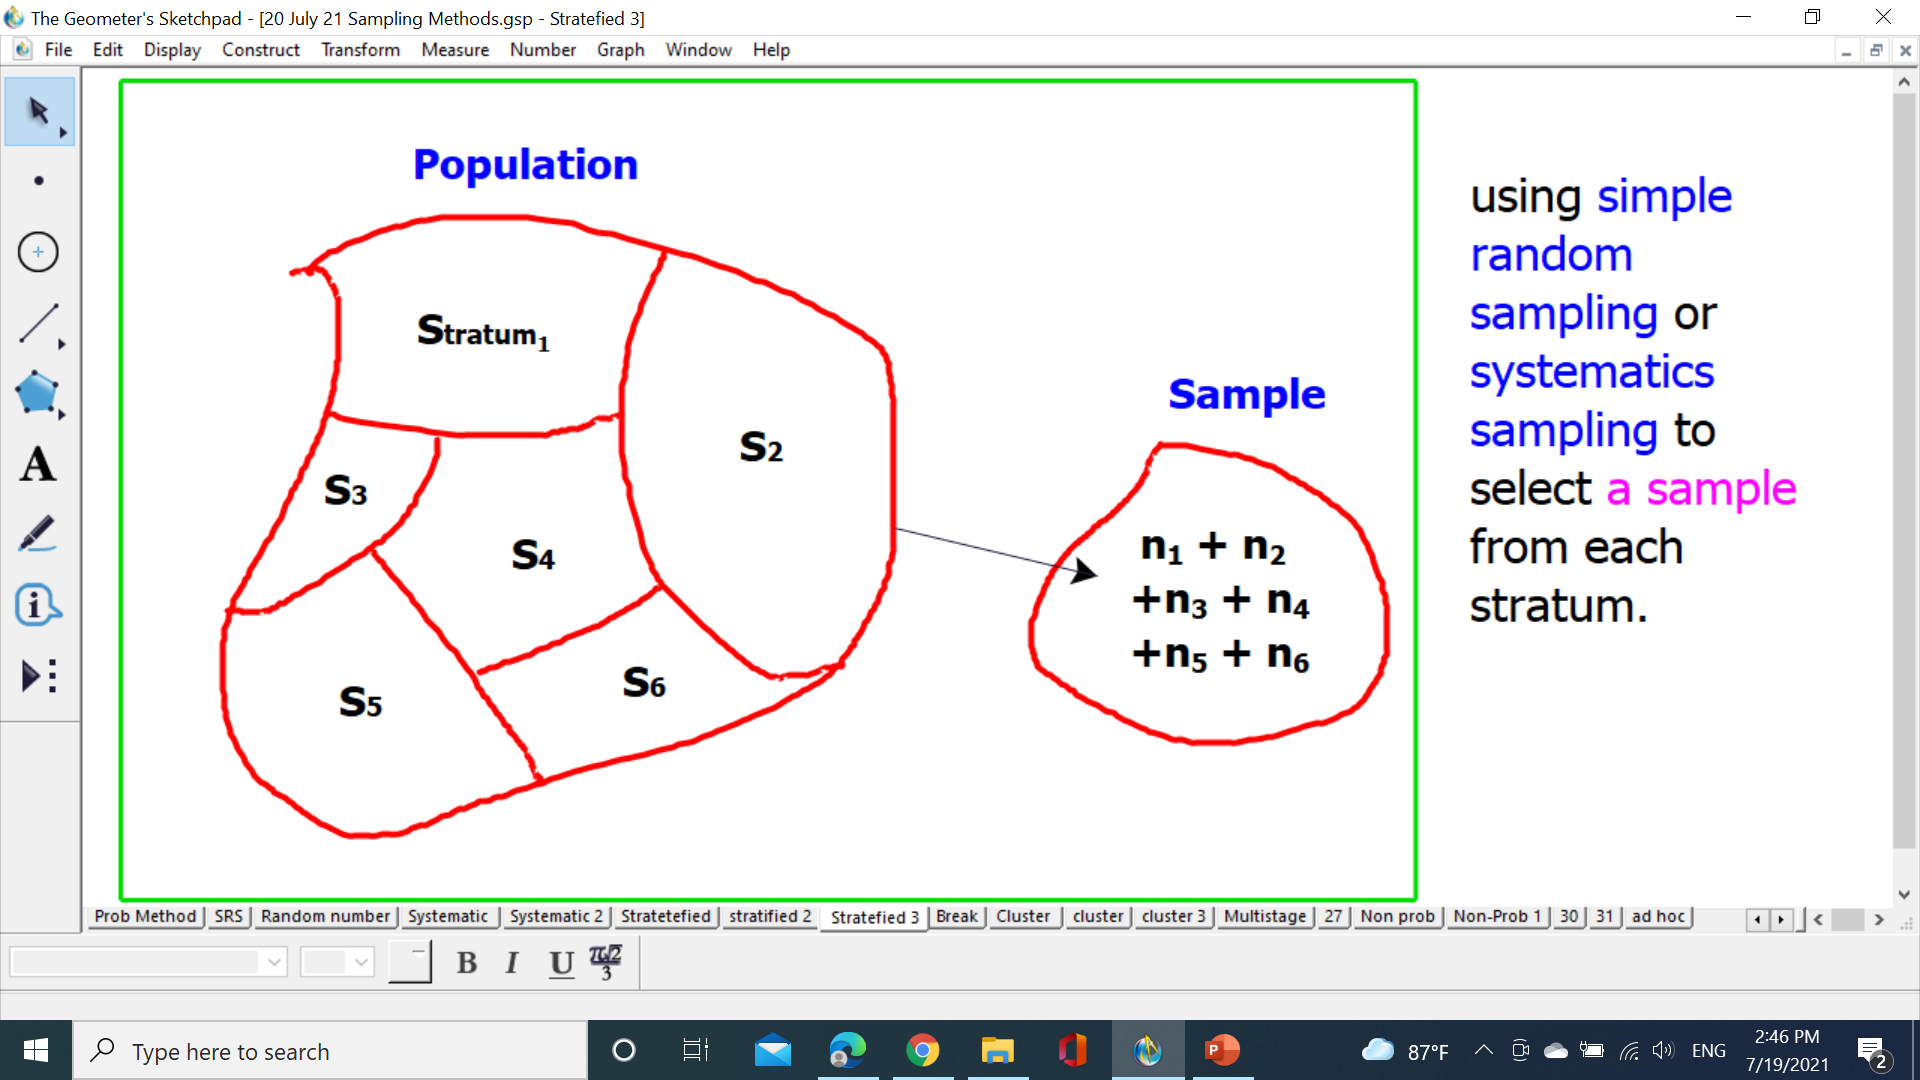 The Geometer's Sketchpad - [20 July 21 Sampling Methods.gsp - Stratefied 3]
File Edit Display Construct Transform Measure Number Graph Window Help
Population
Stratum1
S2
S3
S4
S5
S6
Sample
n1 + n2
+n3 + n4
+n5 + n6
using simple
random
sampling or
systematics
sampling to
select a sample
from each
stratum.
A
Prob Method SRS Random number Systematic Systematic 2 Stratetefied stratified 2 Stratefied 3 Break Cluster cluster cluster 3 Multistage 27 Non prob Non-Prob 1 30 31 ad hoc
B I U π√2/3
Type here to search
87°F
ENG
2:46 PM
7/19/2021
2